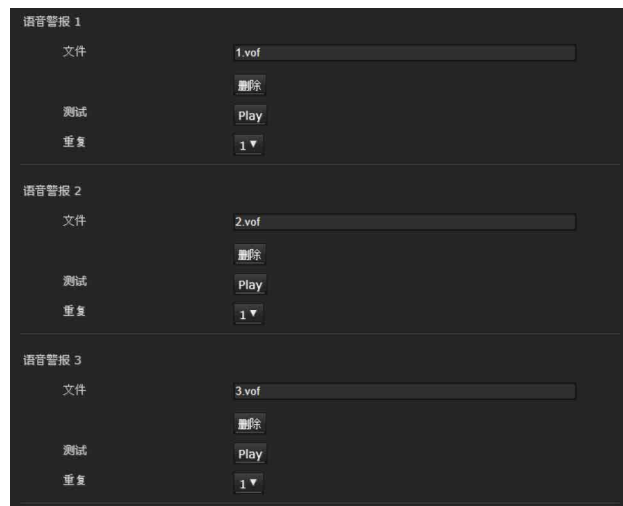 语音警报 1
文件 1.vof
删除
测试 Play
重复 1
语音警报 2
文件 2.vof
删除
测试 Play
重复 1
语音警报 3
文件 3.vof
删除
测试 Play
重复 1